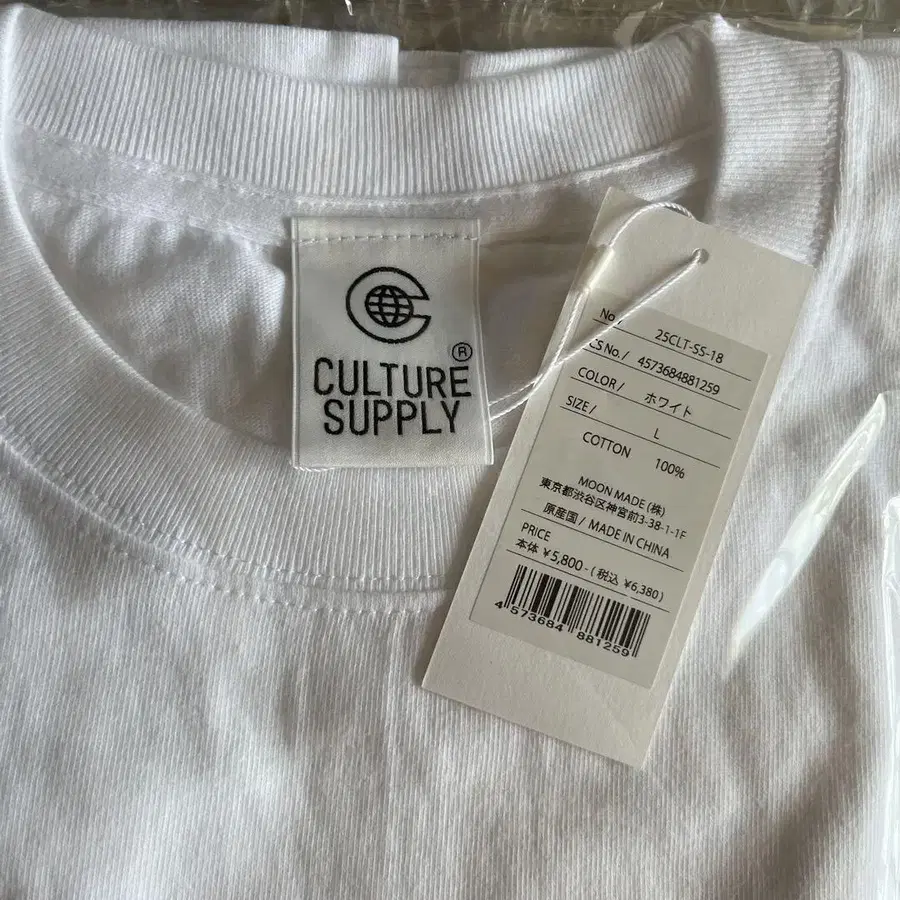 ®
CULTURE
SUPPLY
No./ 25CLT-SS-18
CS No./ 4573684881259
COLOR/ ホワイト
SIZE/ L
COTTON 100%
MOON MADE (株)
東京都渋谷区神宮前3-38-1-1F
原産国/ MADE IN CHINA
PRICE
本体 ¥5,800-(税込 ¥6,380)
4 573684 881259